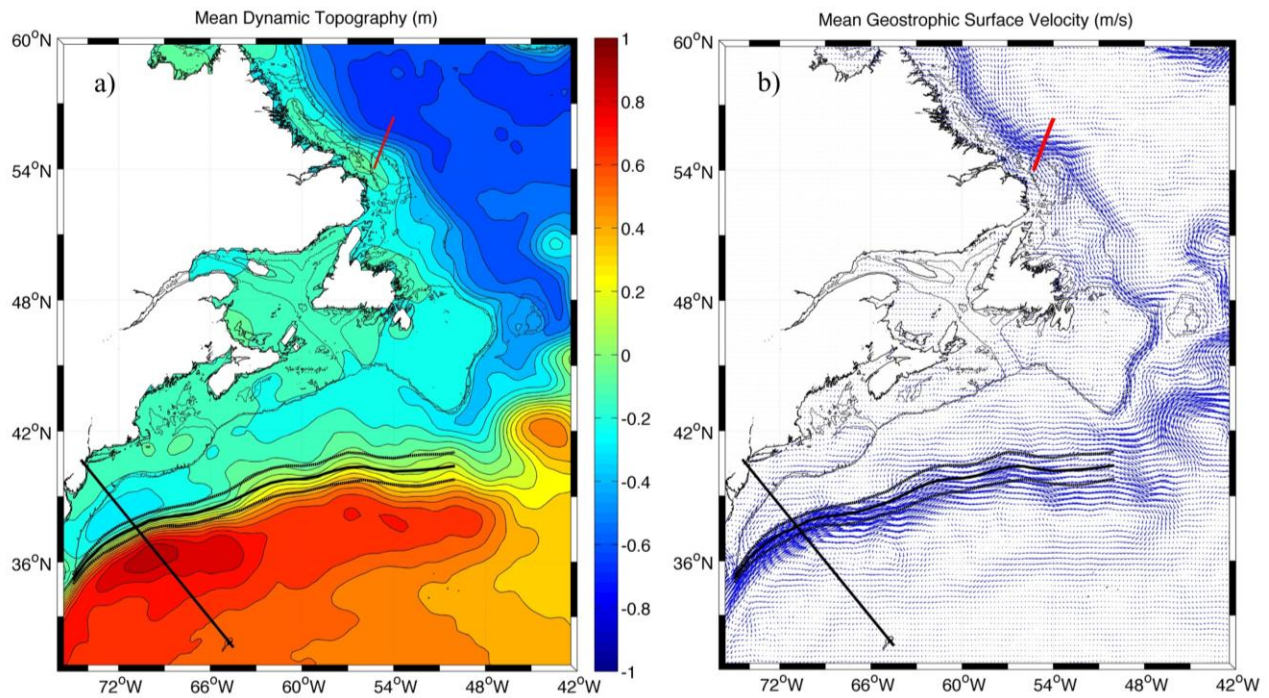 Mean Dynamic Topography (m)
60°N
54°N
48°N
42°N
36°N
72°W 66°W 60°W 54°W 48°W 42°W
a)
1
0.8
0.6
0.4
0.2
0
-0.2
-0.4
-0.6
-0.8
-1
Mean Geostrophic Surface Velocity (m/s)
60°N
54°N
48°N
42°N
36°N
72°W 66°W 60°W 54°W 48°W 42°W
b)